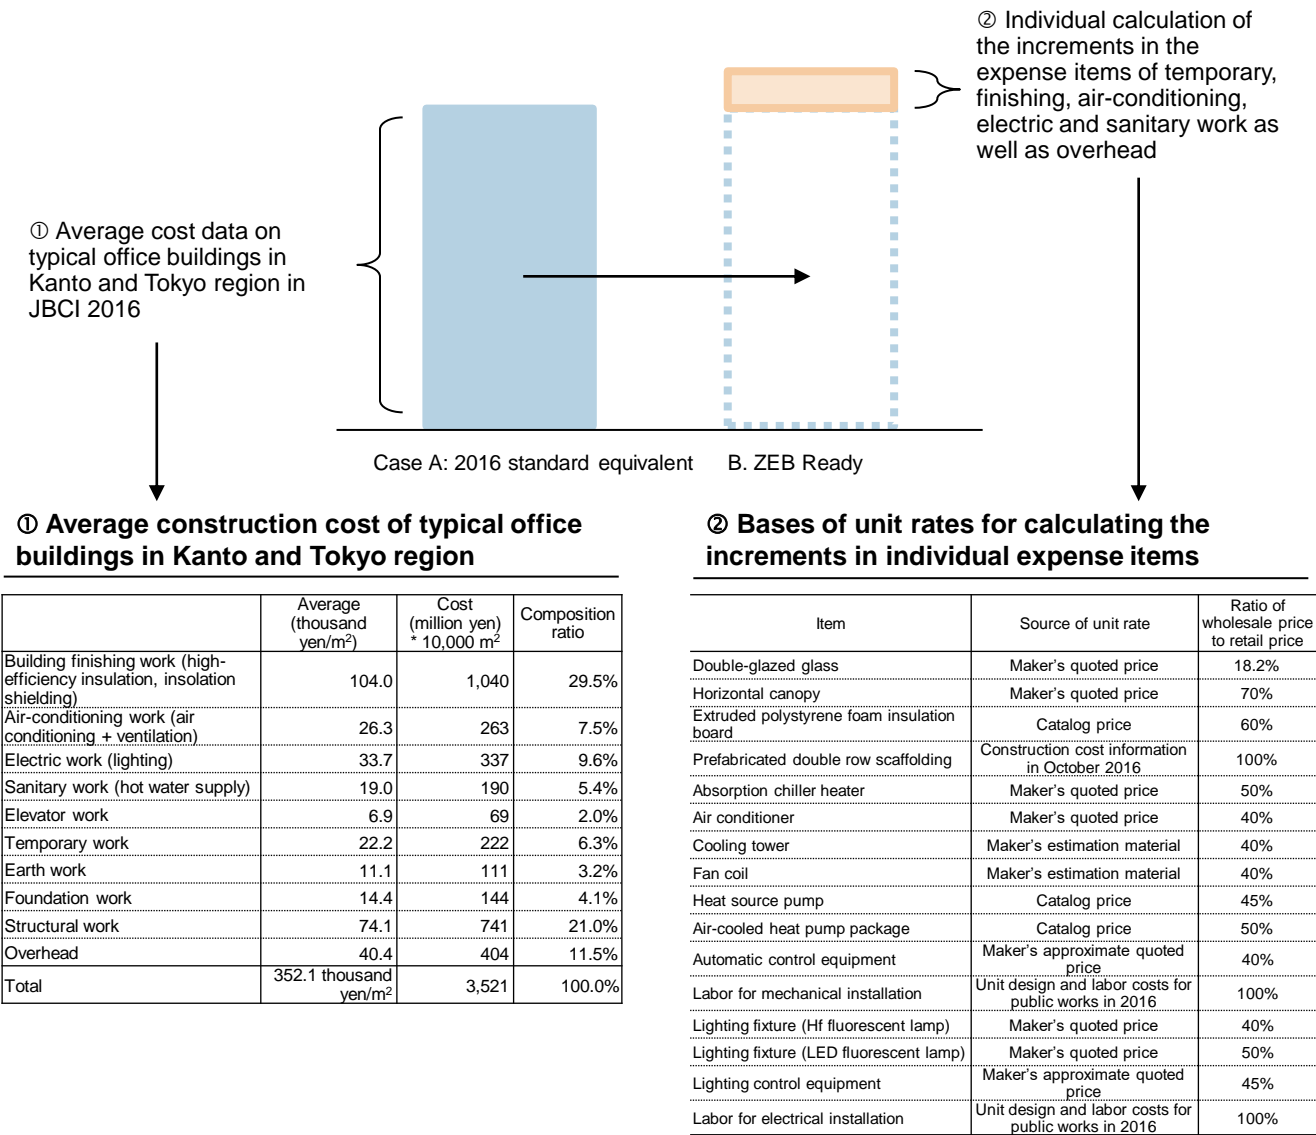 ② Individual calculation of
the increments in the
expense items of temporary,
finishing, air-conditioning,
electric and sanitary work as
well as overhead
① Average cost data on
typical office buildings in
Kanto and Tokyo region in
JBCI 2016
Case A: 2016 standard equivalent
B. ZEB Ready
① Average construction cost of typical office
buildings in Kanto and Tokyo region
Average
(thousand
yen/m²)
Cost
(million yen)
* 10,000 m²
Composition
ratio
Building finishing work (high-
efficiency insulation, insolation
shielding)
104.0 1,040 29.5%
Air-conditioning work (air
conditioning + ventilation)
26.3 263 7.5%
Electric work (lighting) 33.7 337 9.6%
Sanitary work (hot water supply) 19.0 190 5.4%
Elevator work 6.9 69 2.0%
Temporary work 22.2 222 6.3%
Earth work 11.1 111 3.2%
Foundation work 14.4 144 4.1%
Structural work 74.1 741 21.0%
Overhead 40.4 404 11.5%
Total
352.1 thousand
yen/m²
3,521 100.0%
② Bases of unit rates for calculating the
increments in individual expense items
Item
Source of unit rate
Ratio of
wholesale price
to retail price
Double-glazed glass Maker's quoted price 18.2%
Horizontal canopy Maker's quoted price 70%
Extruded polystyrene foam insulation
board
Catalog price 60%
Prefabricated double row scaffolding
Construction cost information
in October 2016
100%
Absorption chiller heater Maker's quoted price 50%
Air conditioner Maker's quoted price 40%
Cooling tower Maker's estimation material 40%
Fan coil Maker's estimation material 40%
Heat source pump Catalog price 45%
Air-cooled heat pump package Catalog price 50%
Automatic control equipment
Maker's approximate quoted
price
40%
Labor for mechanical installation
Unit design and labor costs for
public works in 2016
100%
Lighting fixture (Hf fluorescent lamp) Maker's quoted price 40%
Lighting fixture (LED fluorescent lamp) Maker's quoted price 50%
Lighting control equipment
Maker's approximate quoted
price
45%
Labor for electrical installation
Unit design and labor costs for
public works in 2016
100%